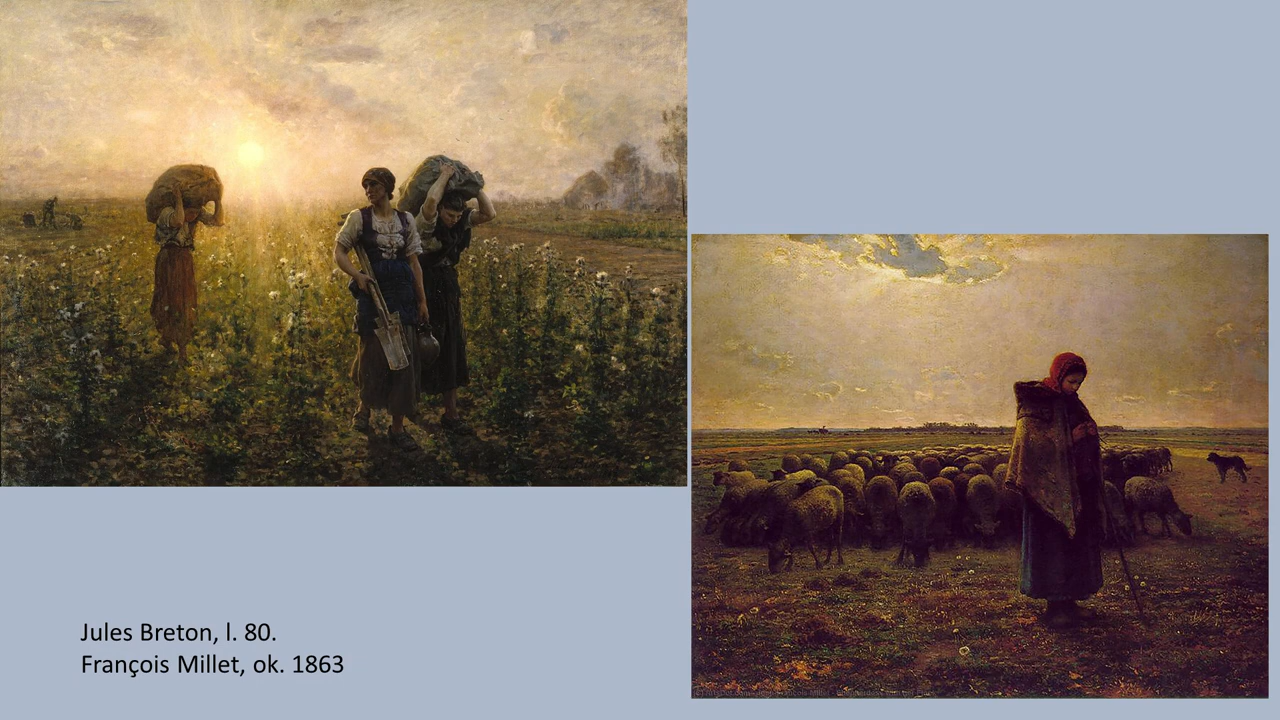 Jules Breton, l. 80.
François Millet, ok. 1863